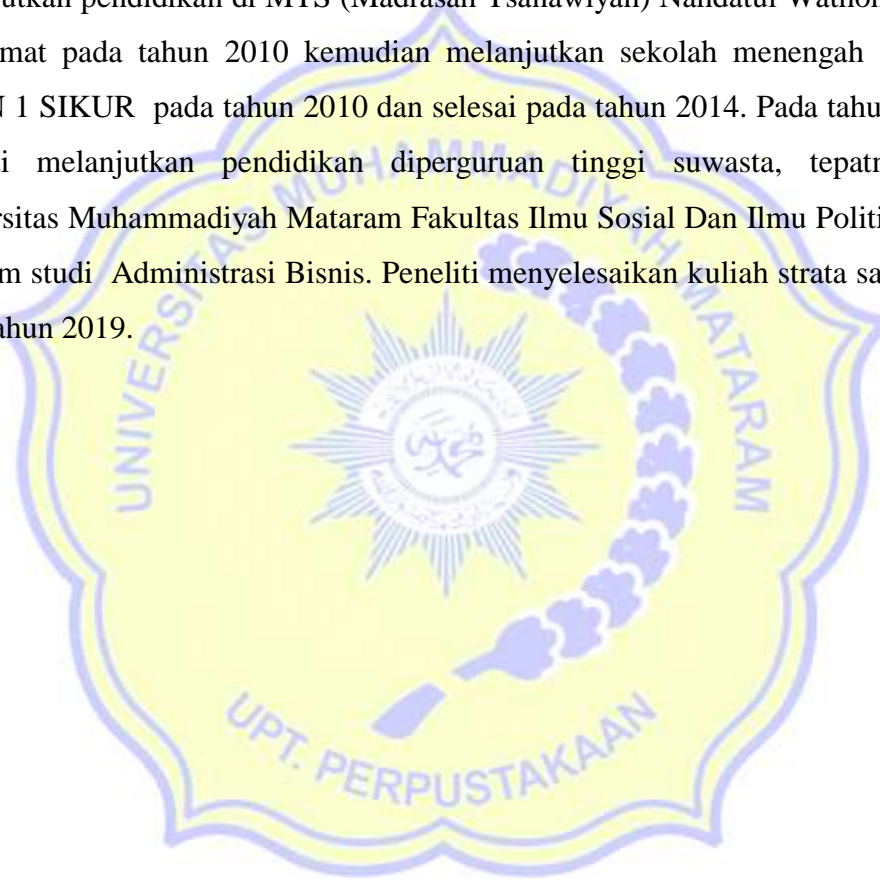 utkan pendidikan di MTS (Madrasah Tsanawiyah) Nahdatul Wathon
mat pada tahun 2010 kemudian melanjutkan sekolah menengah
N 1 SIKUR pada tahun 2010 dan selesai pada tahun 2014. Pada tahu
i melanjutkan pendidikan diperguruan tinggi suwasta, tepatn
rsitas Muhammadiyah Mataram Fakultas Ilmu Sosial Dan Ilmu Politi
m studi Administrasi Bisnis. Peneliti menyelesaikan kuliah strata sa
ahun 2019.
UNIVERSITAS MUHAMMADIYAH MATARAM
UPT. PERPUSTAKAAN